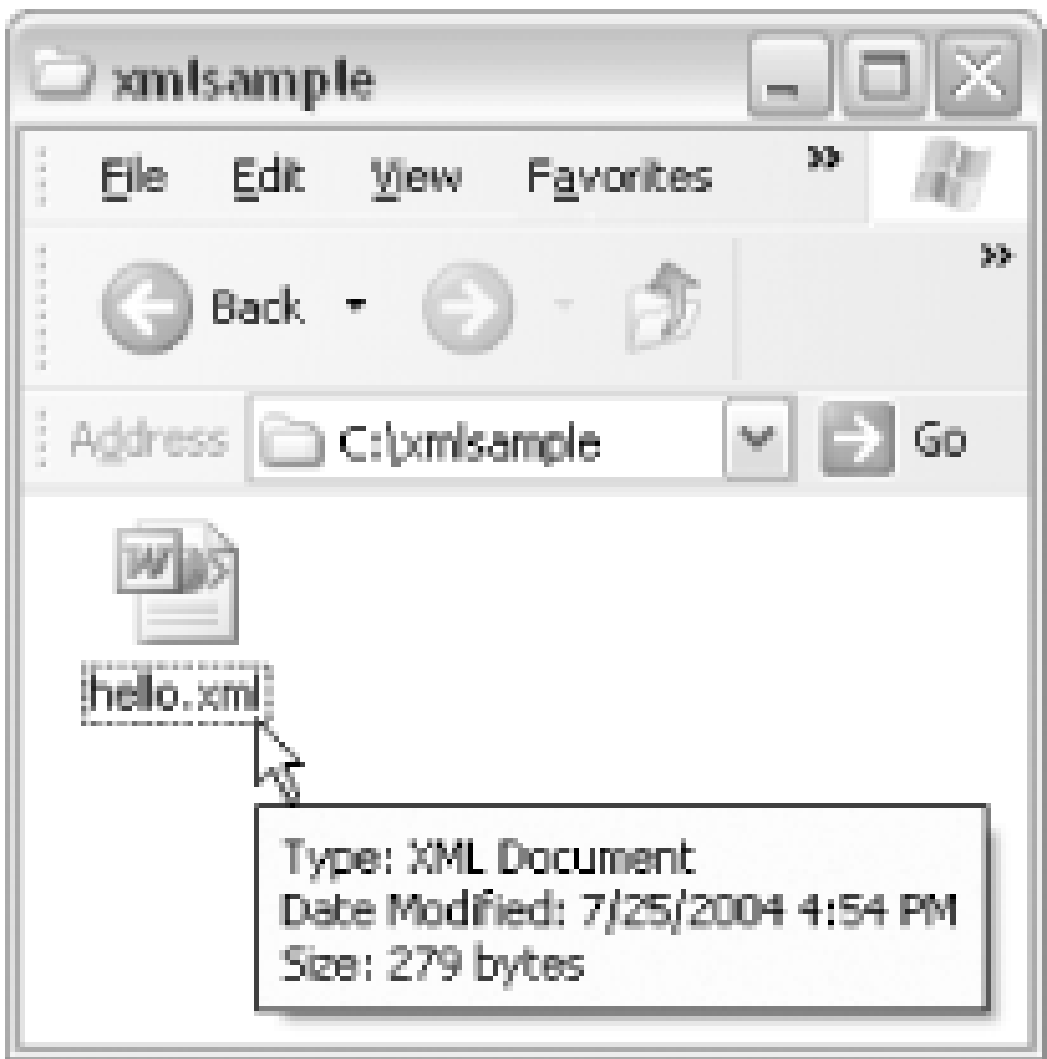 xmlsample
File Edit View Favorites »
Back »
Address C:\xmlsample Go
W
hello.xml
Type: XML Document
Date Modified: 7/25/2004 4:54 PM
Size: 279 bytes